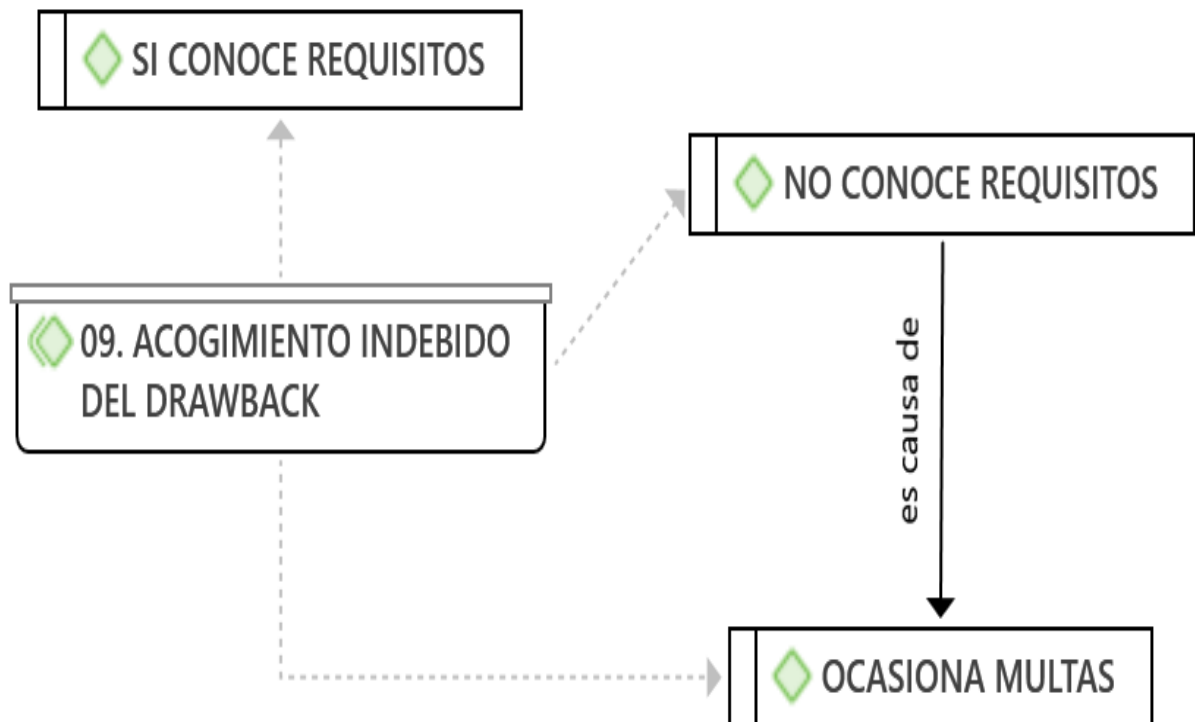 SI CONOCE REQUISITOS
NO CONOCE REQUISITOS
09. ACOGIMIENTO INDEBIDO
DEL DRAWBACK
es causa de
OCASIONA MULTAS